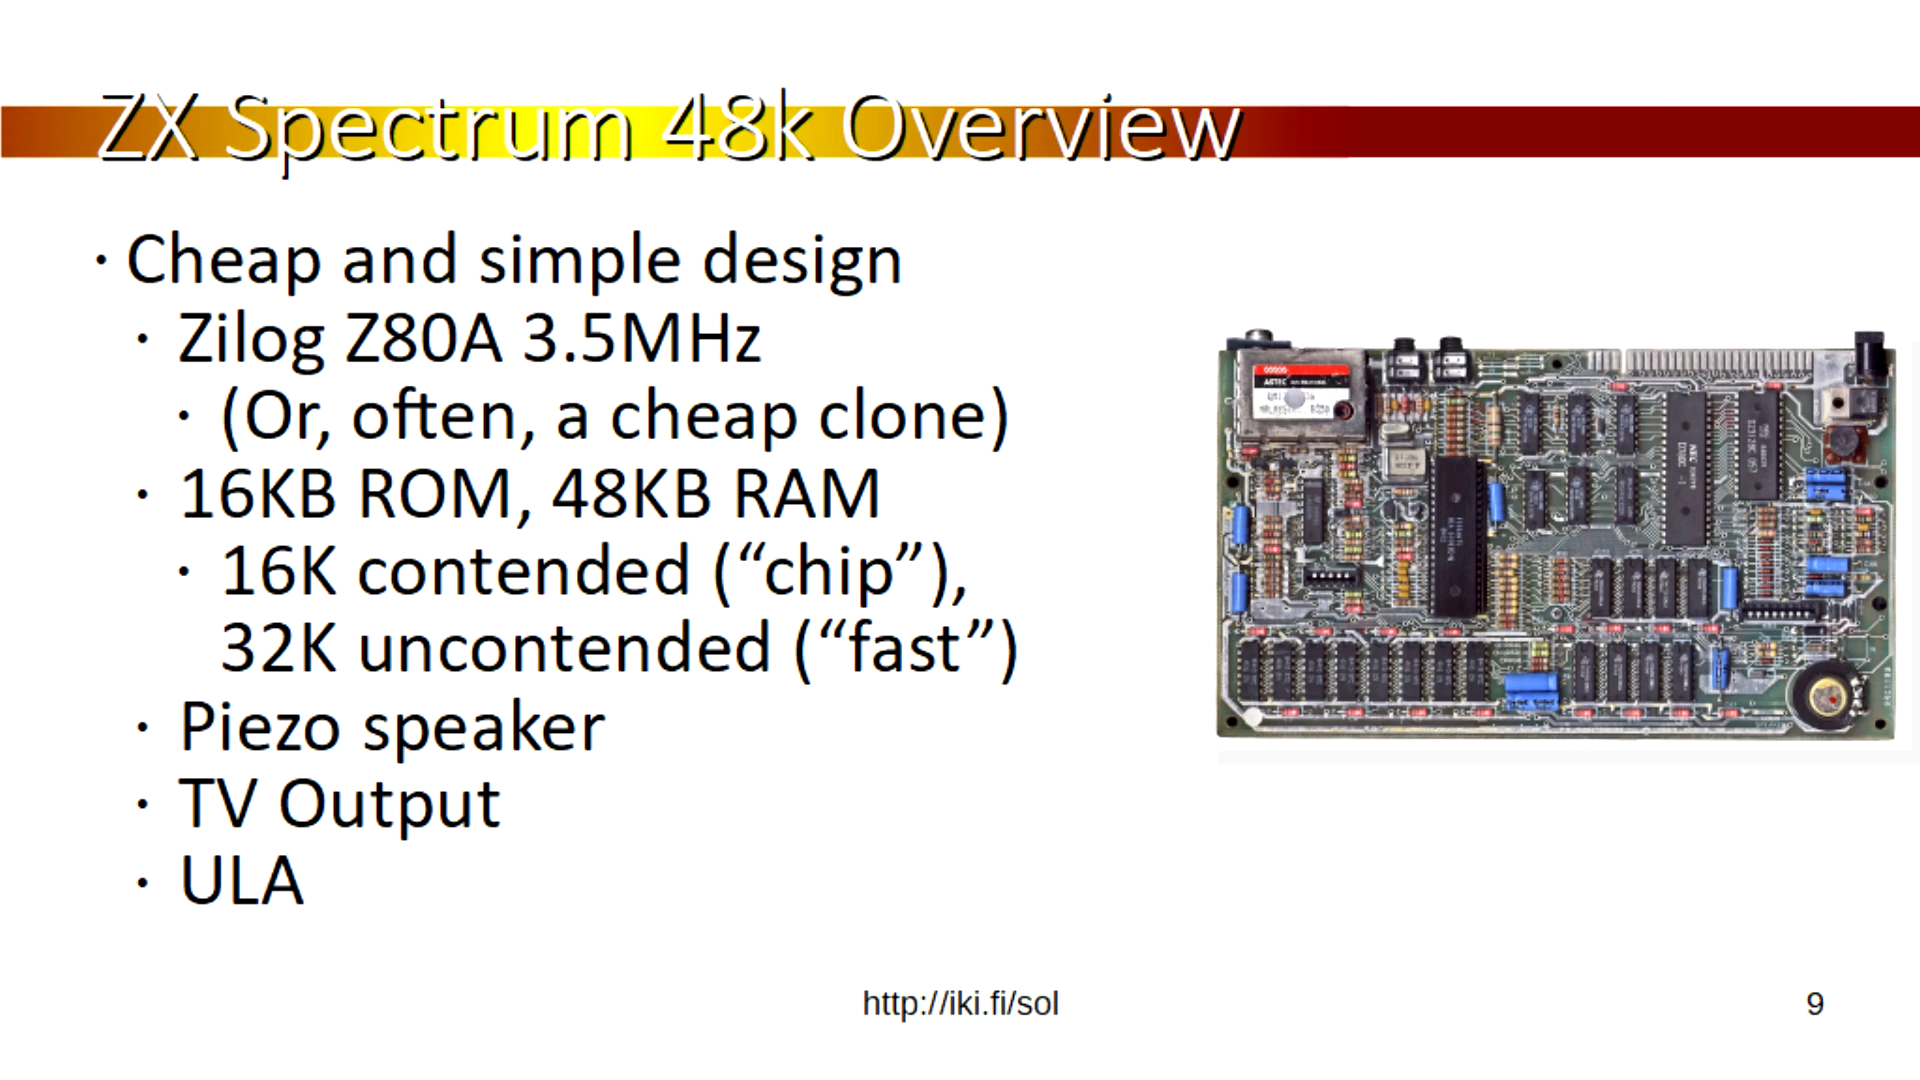 ZX Spectrum 48k Overview
· Cheap and simple design
· Zilog Z80A 3.5MHz
· (Or, often, a cheap clone)
· 16KB ROM, 48KB RAM
· 16K contended (“chip”),
32K uncontended (“fast”)
· Piezo speaker
· TV Output
· ULA
ASTEC
http://iki.fi/sol
9